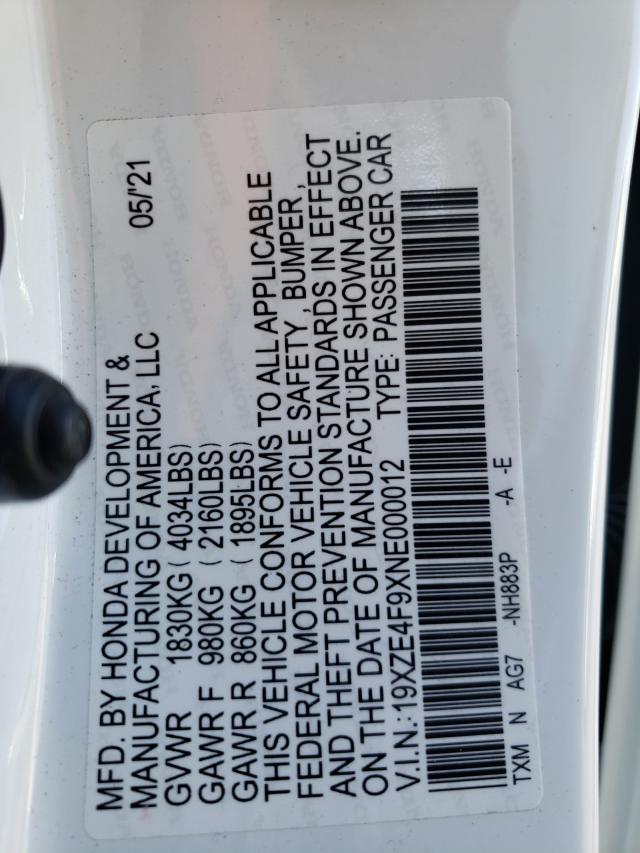 MFD. BY HONDA DEVELOPMENT & 05/'21
MANUFACTURING OF AMERICA, LLC
GVWR 1830KG ( 4034LBS)
GAWR F 980KG ( 2160LBS)
GAWR R 860KG ( 1895LBS)
THIS VEHICLE CONFORMS TO ALL APPLICABLE
FEDERAL MOTOR VEHICLE SAFETY, BUMPER,
AND THEFT PREVENTION STANDARDS IN EFFECT
ON THE DATE OF MANUFACTURE SHOWN ABOVE.
V.I.N.:19XZE4F9XNE000012 TYPE: PASSENGER CAR
TXM N AG7 -NH883P -A -E